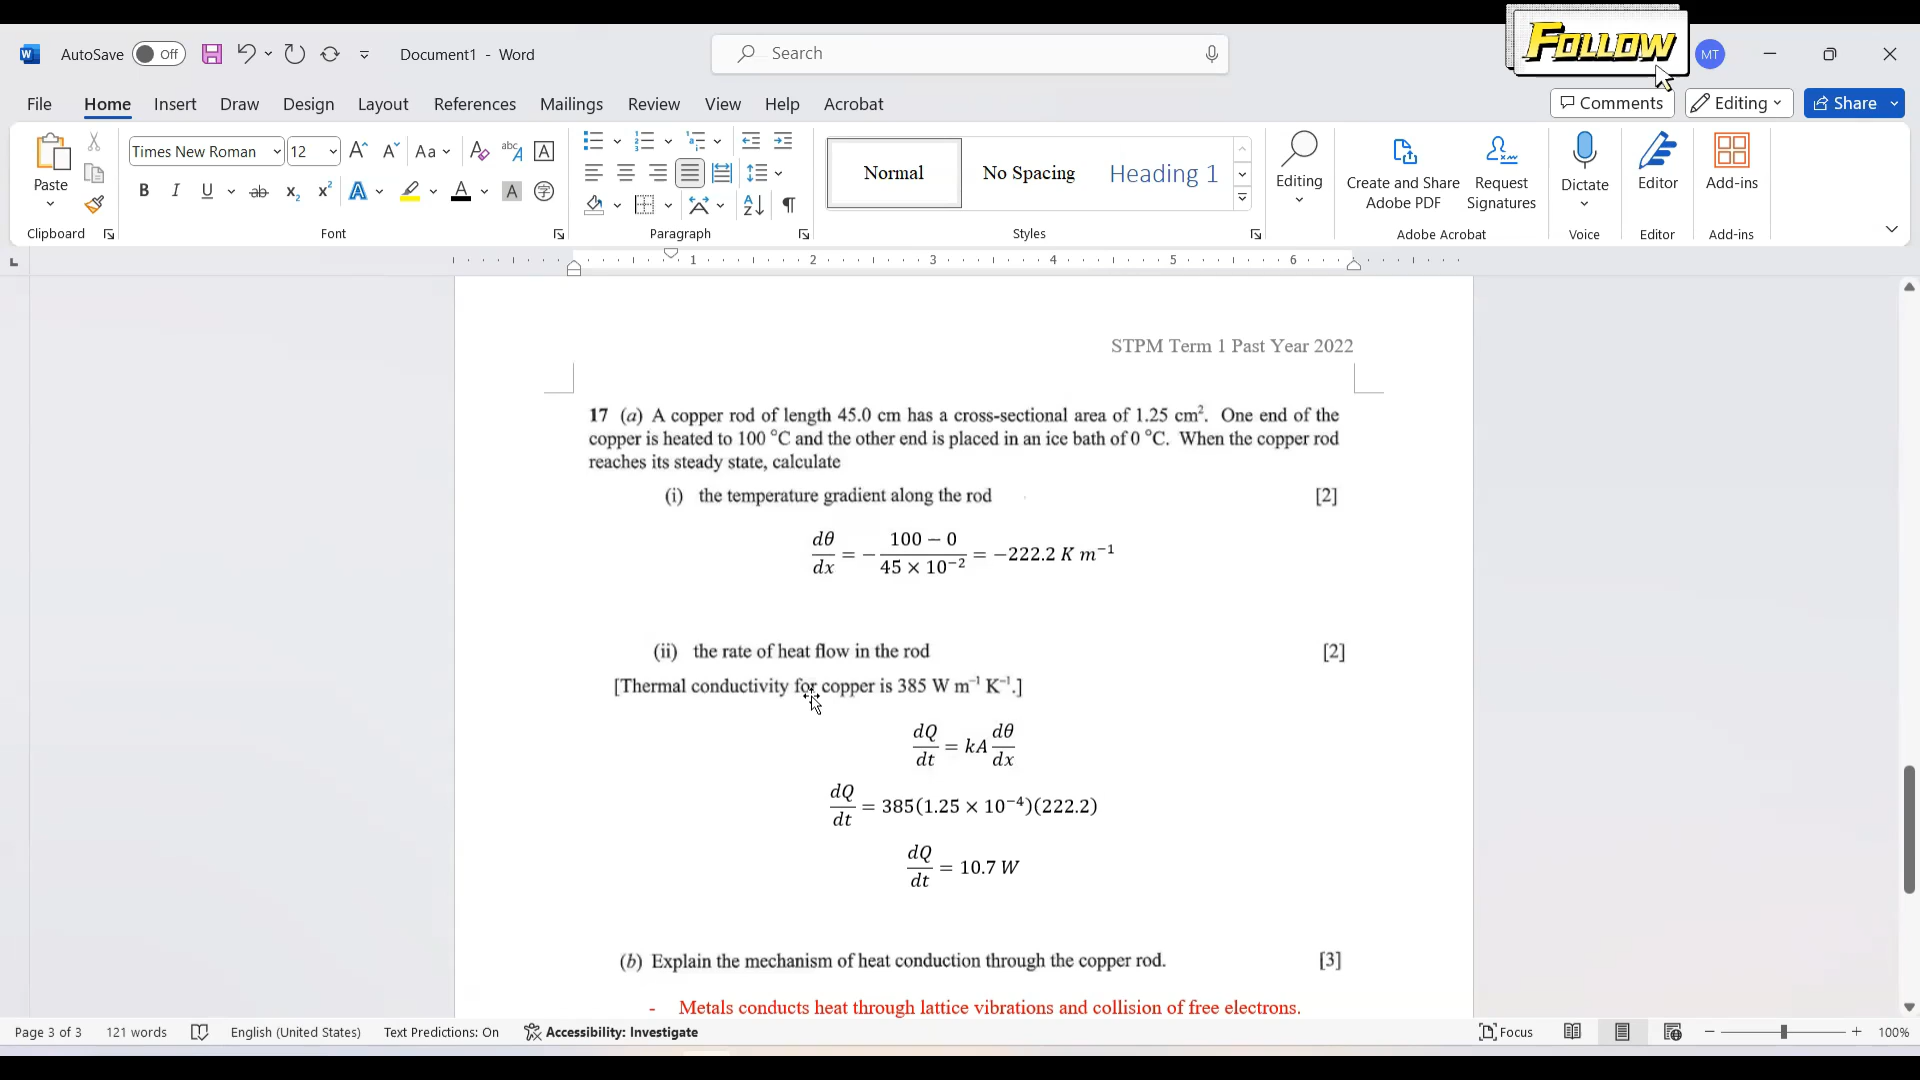 AutoSave Off Document1 - Word Search FOLLOW MT
File Home Insert Draw Design Layout References Mailings Review View Help Acrobat Comments Editing Share
Paste Times New Roman 12 Aa Normal No Spacing Heading 1 Editing Create and Share Adobe PDF Request Signatures Dictate Editor Add-ins
Clipboard Font Paragraph Styles Adobe Acrobat Voice Editor Add-ins
1 2 3 4 5 6
STPM Term 1 Past Year 2022
17 (a) A copper rod of length 45.0 cm has a cross-sectional area of 1.25 cm². One end of the
copper is heated to 100 °C and the other end is placed in an ice bath of 0 °C. When the copper rod
reaches its steady state, calculate
(i) the temperature gradient along the rod [2]
dθ/dx = −(100 − 0)/(45 × 10⁻²) = −222.2 K m⁻¹
(ii) the rate of heat flow in the rod [2]
[Thermal conductivity for copper is 385 W m⁻¹ K⁻¹.]
dQ/dt = kA dθ/dx
dQ/dt = 385(1.25 × 10⁻⁴)(222.2)
dQ/dt = 10.7 W
(b) Explain the mechanism of heat conduction through the copper rod. [3]
- Metals conducts heat through lattice vibrations and collision of free electrons.
Page 3 of 3 121 words English (United States) Text Predictions: On Accessibility: Investigate Focus 100%